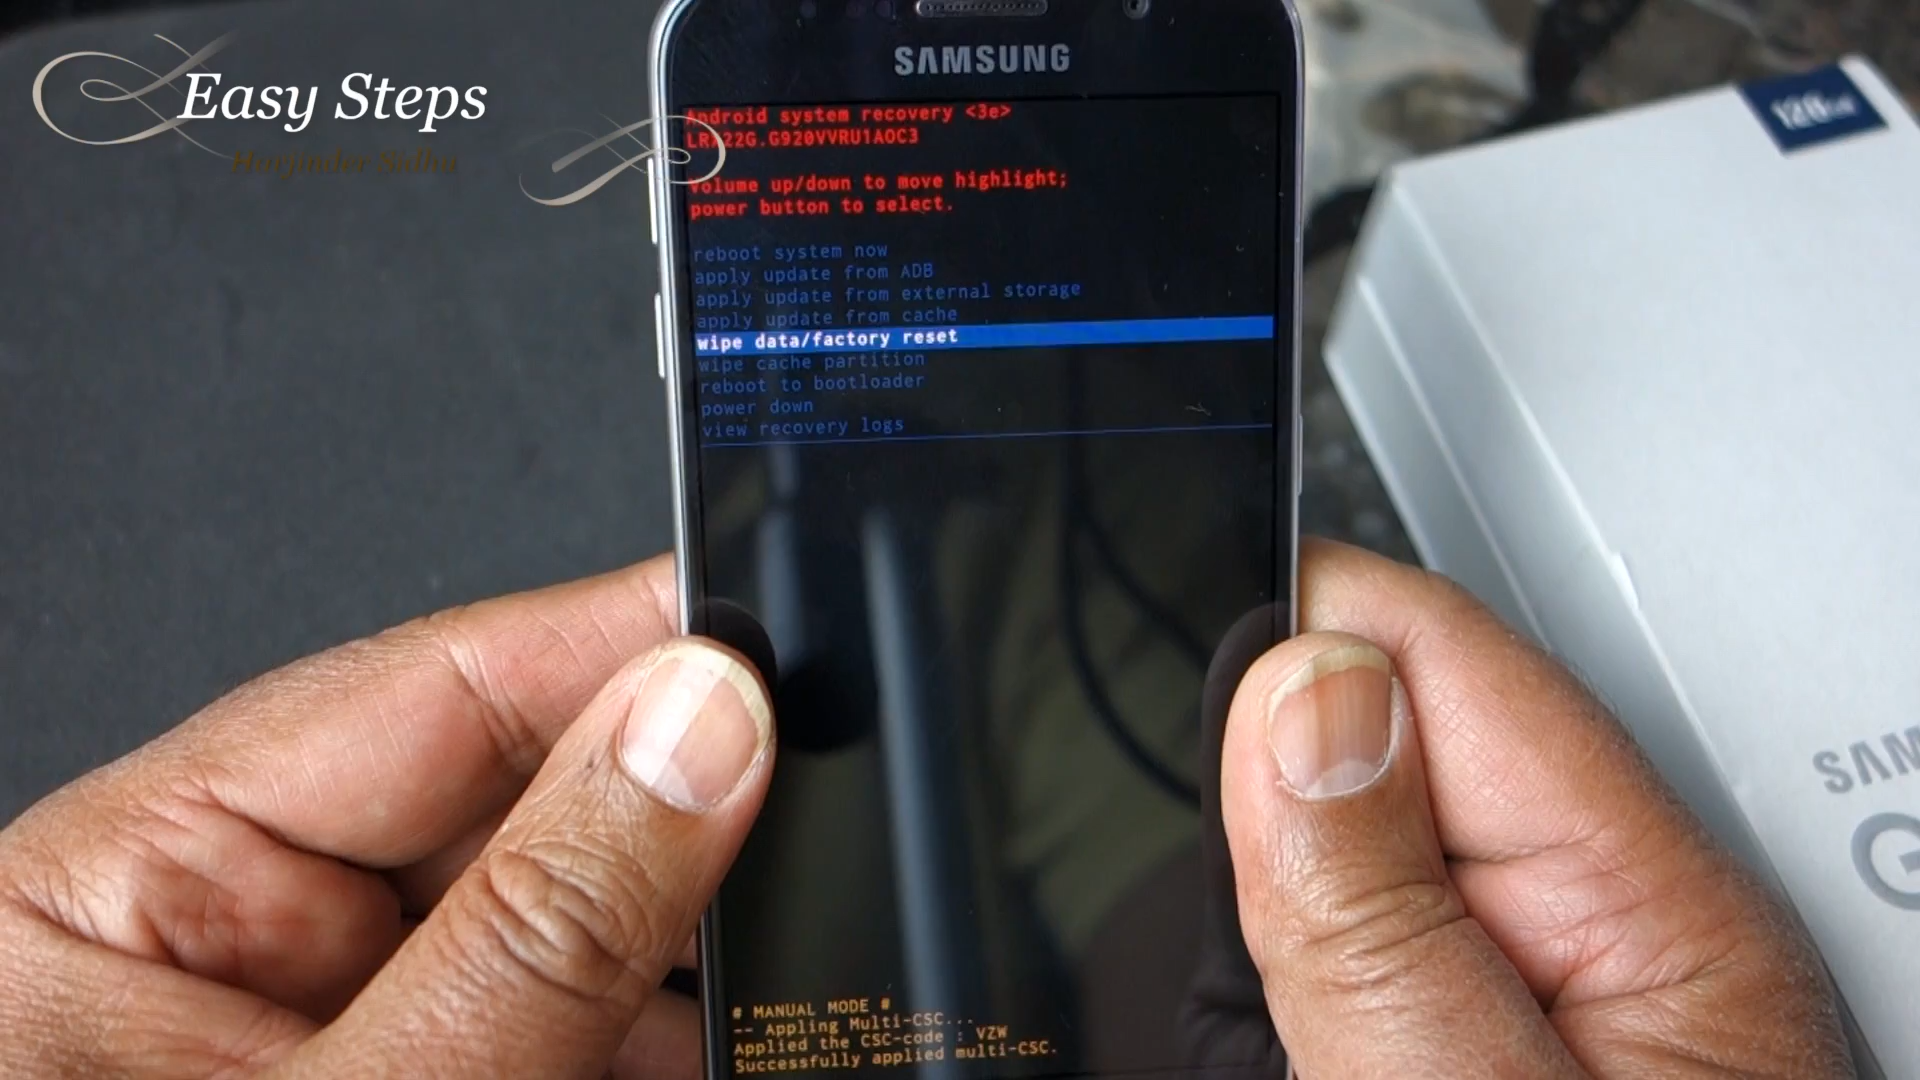 Easy Steps
Harjinder Sidhu
SAMSUNG
Android system recovery <3e>
LRX22G.G920VVRU1AOC3
Volume up/down to move highlight;
power button to select.
reboot system now
apply update from ADB
apply update from external storage
apply update from cache
wipe data/factory reset
wipe cache partition
reboot to bootloader
power down
view recovery logs
# MANUAL MODE #
-- Appling Multi-CSC...
Applied the CSC-code : VZW
Successfully applied multi-CSC.
128GB
SAM
G